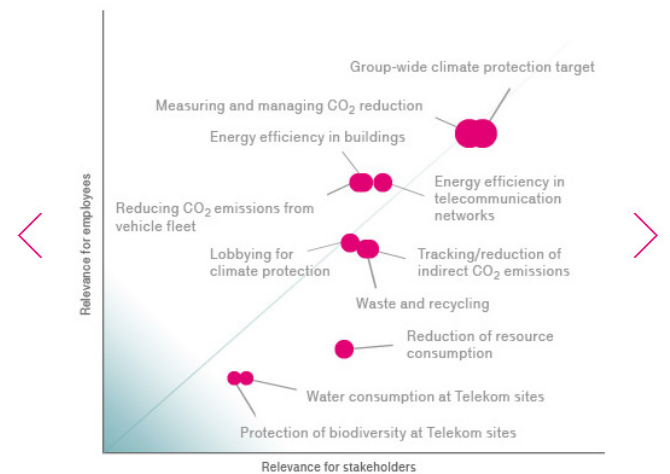 Group-wide climate protection target
Measuring and managing CO₂ reduction
Energy efficiency in buildings
Energy efficiency in
telecommunication
networks
Reducing CO₂ emissions from
vehicle fleet
Lobbying for
climate protection
Tracking/reduction of
indirect CO₂ emissions
Waste and recycling
Reduction of resource
consumption
Water consumption at Telekom sites
Protection of biodiversity at Telekom sites
Relevance for employees
Relevance for stakeholders